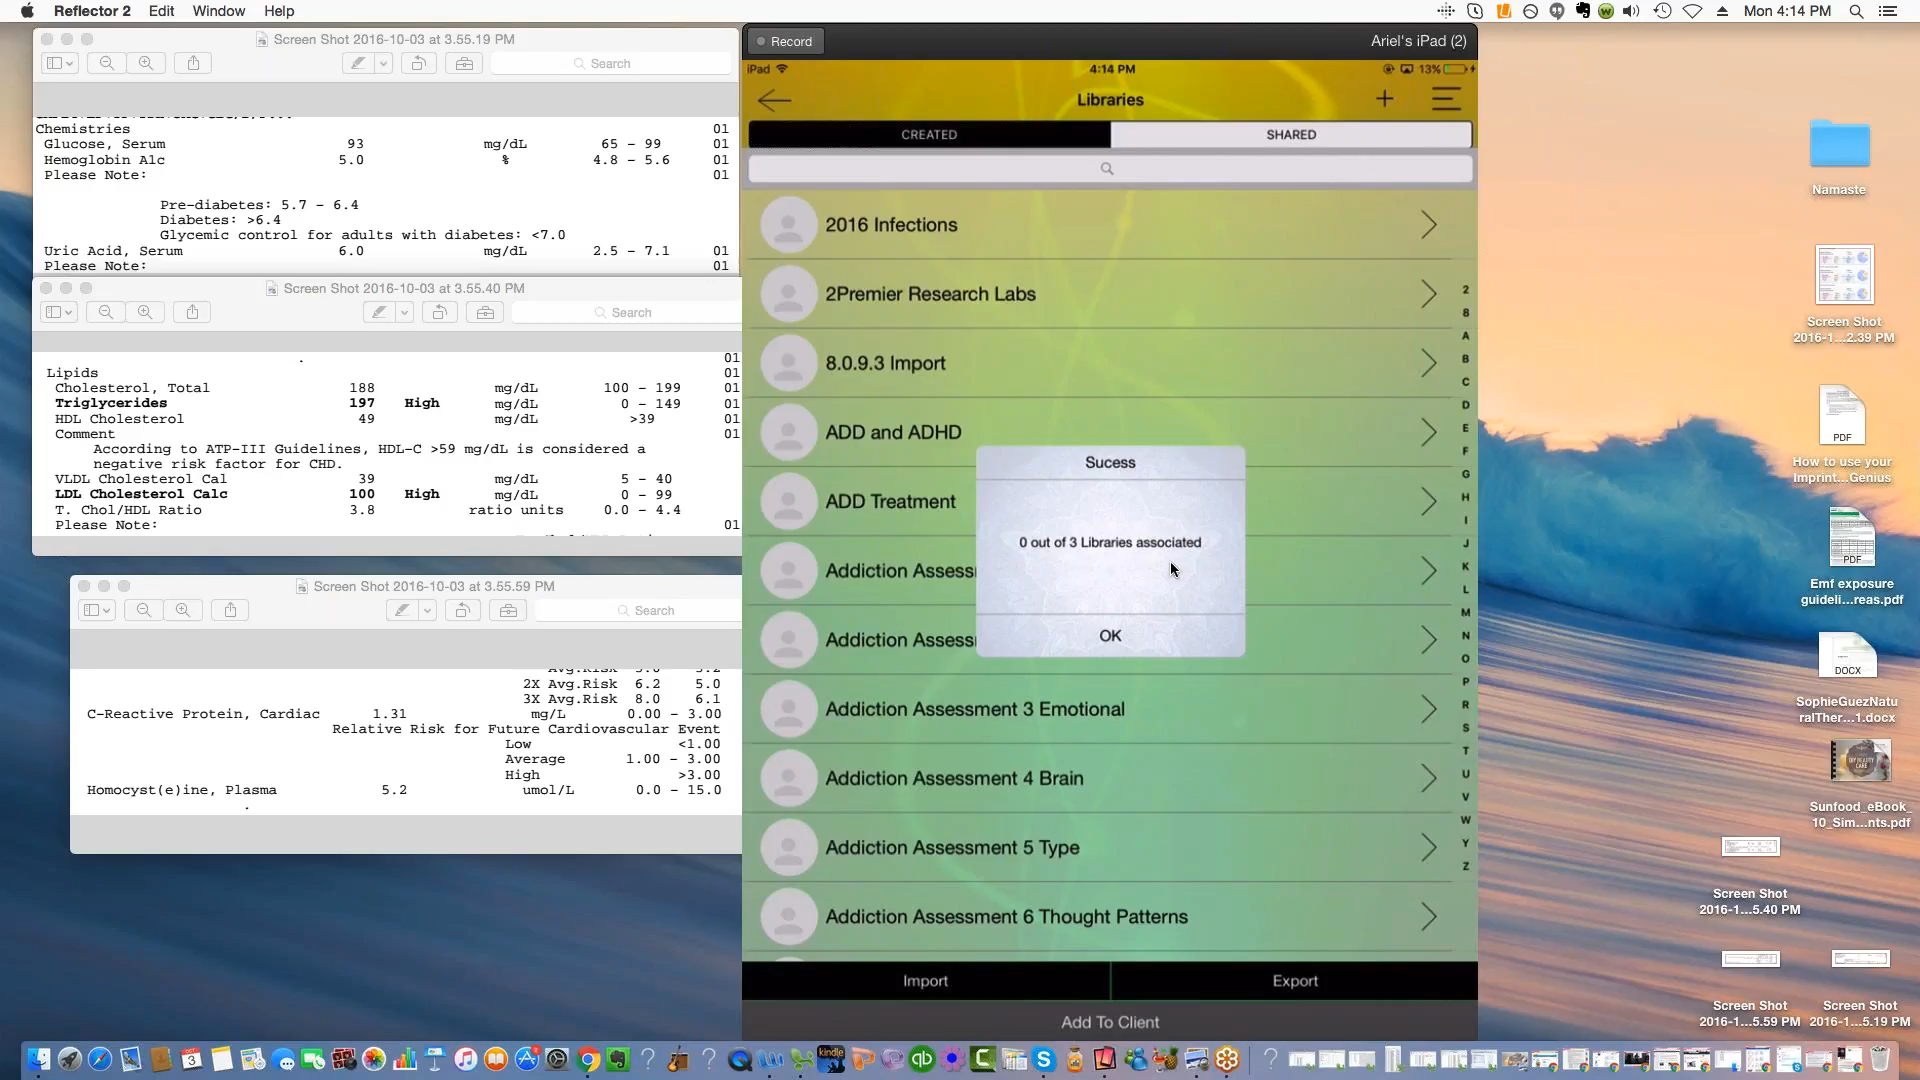 Reflector 2 Edit Window Help
Mon 4:14 PM
Screen Shot 2016-10-03 at 3.55.19 PM
Search
Chemistries 01
Glucose, Serum 93 mg/dL 65 - 99 01
Hemoglobin A1c 5.0 % 4.8 - 5.6 01
Please Note: 01
Pre-diabetes: 5.7 - 6.4
Diabetes: >6.4
Glycemic control for adults with diabetes: <7.0
Uric Acid, Serum 6.0 mg/dL 2.5 - 7.1 01
Please Note: 01
Screen Shot 2016-10-03 at 3.55.40 PM
Search
01
Lipids 01
Cholesterol, Total 188 mg/dL 100 - 199 01
Triglycerides 197 High mg/dL 0 - 149 01
HDL Cholesterol 49 mg/dL >39 01
Comment 01
According to ATP-III Guidelines, HDL-C >59 mg/dL is considered a
negative risk factor for CHD.
VLDL Cholesterol Cal 39 mg/dL 5 - 40
LDL Cholesterol Calc 100 High mg/dL 0 - 99
T. Chol/HDL Ratio 3.8 ratio units 0.0 - 4.4
Please Note: 01
Screen Shot 2016-10-03 at 3.55.59 PM
Search
2X Avg.Risk 6.2 5.0
3X Avg.Risk 8.0 6.1
C-Reactive Protein, Cardiac 1.31 mg/L 0.00 - 3.00
Relative Risk for Future Cardiovascular Event
Low <1.00
Average 1.00 - 3.00
High >3.00
Homocyst(e)ine, Plasma 5.2 umol/L 0.0 - 15.0
Record
Ariel's iPad (2)
iPad 4:14 PM 13%
Libraries
CREATED SHARED
2016 Infections
2Premier Research Labs
8.0.9.3 Import
ADD and ADHD
ADD Treatment
Addiction Assess
Addiction Assess
Addiction Assessment 3 Emotional
Addiction Assessment 4 Brain
Addiction Assessment 5 Type
Addiction Assessment 6 Thought Patterns
2
8
A
B
C
D
E
F
G
H
I
J
K
L
M
N
O
P
R
S
T
U
V
W
Y
Z
Sucess
0 out of 3 Libraries associated
OK
Import Export
Add To Client
Namaste
Screen Shot
2016-1...2.39 PM
PDF
How to use your
Imprint...Genius
PDF
Emf exposure
guideli...reas.pdf
DOCX
SophieGuezNatu
ralTher...1.docx
DIY BEAUTY
CARE
Sunfood_eBook_
10_Sim...nts.pdf
Screen Shot
2016-1...5.40 PM
Screen Shot
2016-1...5.59 PM
Screen Shot
2016-1...5.19 PM
OCT
3
kindle
qb